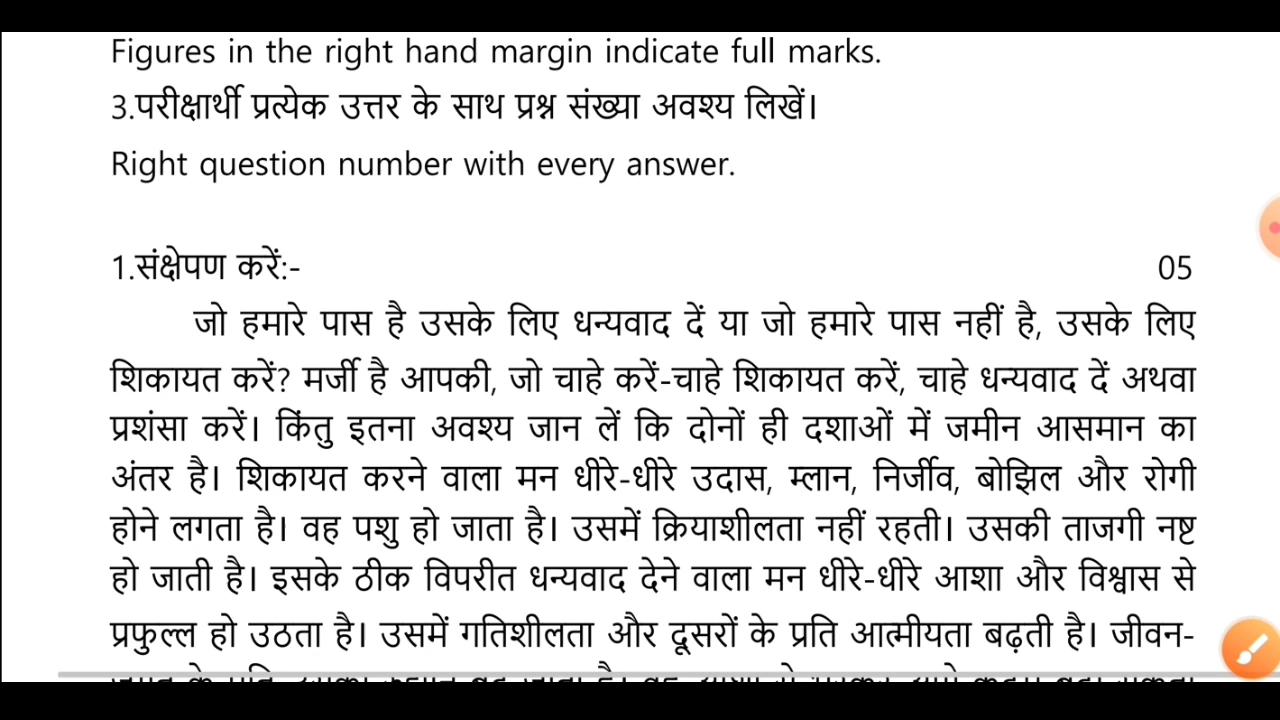 Figures in the right hand margin indicate full marks.
3.परीक्षार्थी प्रत्येक उत्तर के साथ प्रश्न संख्या अवश्य लिखें।
Right question number with every answer.
1.संक्षेपण करें:- 05
जो हमारे पास है उसके लिए धन्यवाद दें या जो हमारे पास नहीं है, उसके लिए
शिकायत करें? मर्जी है आपकी, जो चाहे करें-चाहे शिकायत करें, चाहे धन्यवाद दें अथवा
प्रशंसा करें। किंतु इतना अवश्य जान लें कि दोनों ही दशाओं में जमीन आसमान का
अंतर है। शिकायत करने वाला मन धीरे-धीरे उदास, म्लान, निर्जीव, बोझिल और रोगी
होने लगता है। वह पशु हो जाता है। उसमें क्रियाशीलता नहीं रहती। उसकी ताजगी नष्ट
हो जाती है। इसके ठीक विपरीत धन्यवाद देने वाला मन धीरे-धीरे आशा और विश्वास से
प्रफुल्ल हो उठता है। उसमें गतिशीलता और दूसरों के प्रति आत्मीयता बढ़ती है। जीवन-